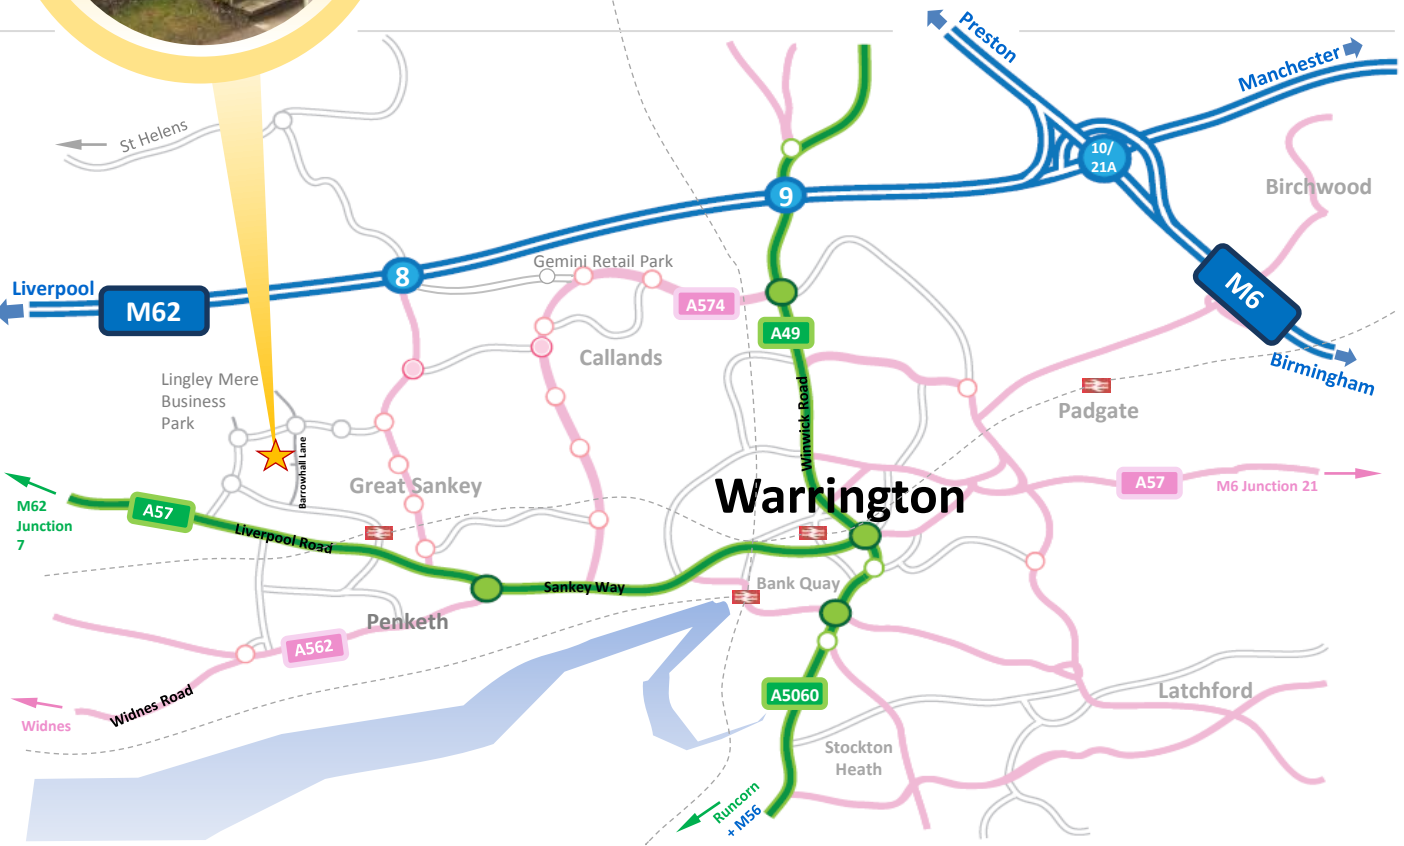 Preston
Manchester
St Helens
10/
21A
Birchwood
9
Gemini Retail Park
8
Liverpool
M62
A574
M6
A49
Callands
Birmingham
Lingley Mere
Business
Park
Padgate
Winwick Road
Barrowhall Lane
Great Sankey
Warrington
A57
M6 Junction 21
M62
Junction
7
A57
Liverpool Road
Sankey Way
Bank Quay
Penketh
A562
Widnes Road
Widnes
A5060
Latchford
Stockton
Heath
Runcorn
+ M56